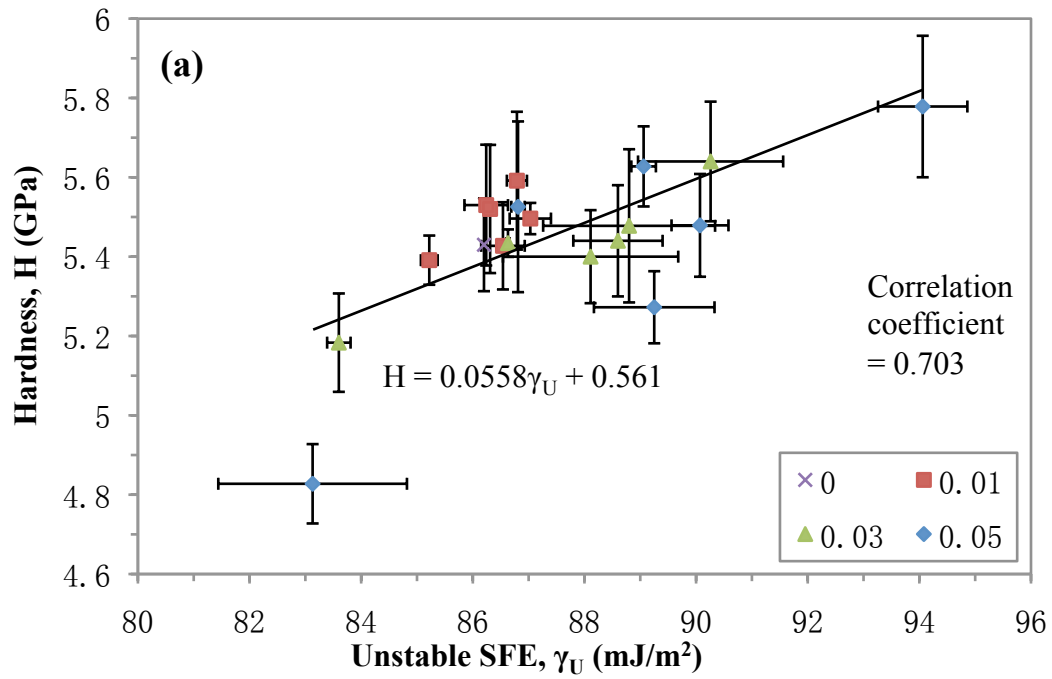 (a)
6
5.8
5.6
5.4
5.2
5
4.8
4.6
Hardness, H (GPa)
H = 0.0558γU + 0.561
Correlation
coefficient
= 0.703
0 0.01
0.03 0.05
80 82 84 86 88 90 92 94 96
Unstable SFE, γU (mJ/m²)